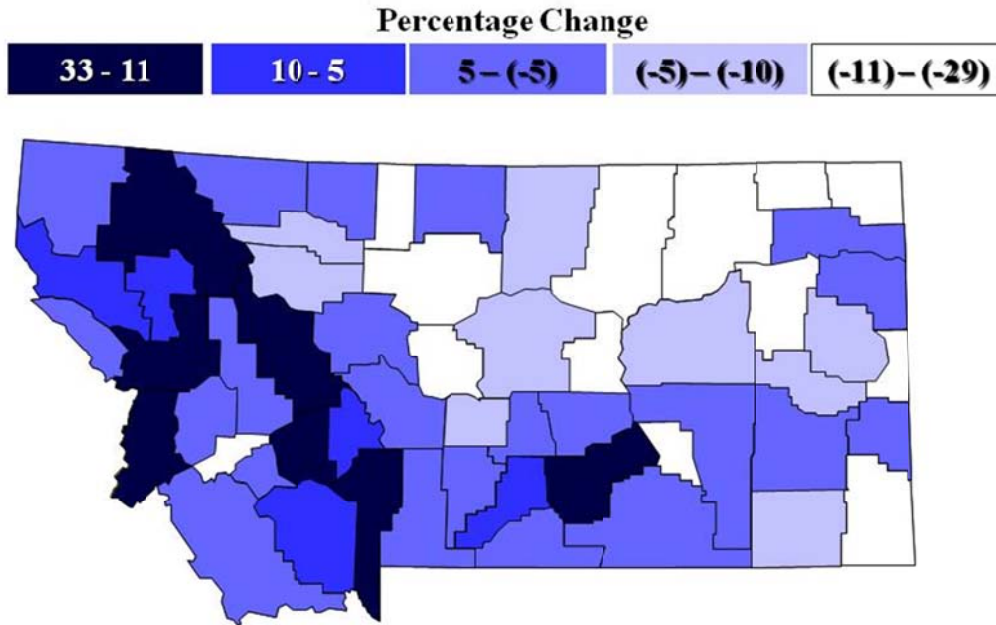 Percentage Change
33 - 11 10 - 5 5 – (-5) (-5) – (-10) (-11) – (-29)